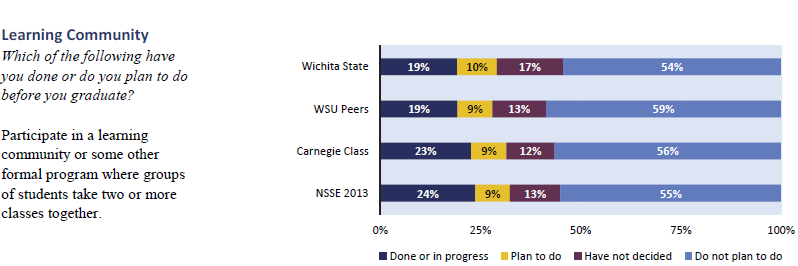 Learning Community
Which of the following have
you done or do you plan to do
before you graduate?
Participate in a learning
community or some other
formal program where groups
of students take two or more
classes together.
Wichita State 19% 10% 17% 54%
WSU Peers 19% 9% 13% 59%
Carnegie Class 23% 9% 12% 56%
NSSE 2013 24% 9% 13% 55%
0% 25% 50% 75% 100%
Done or in progress Plan to do Have not decided Do not plan to do